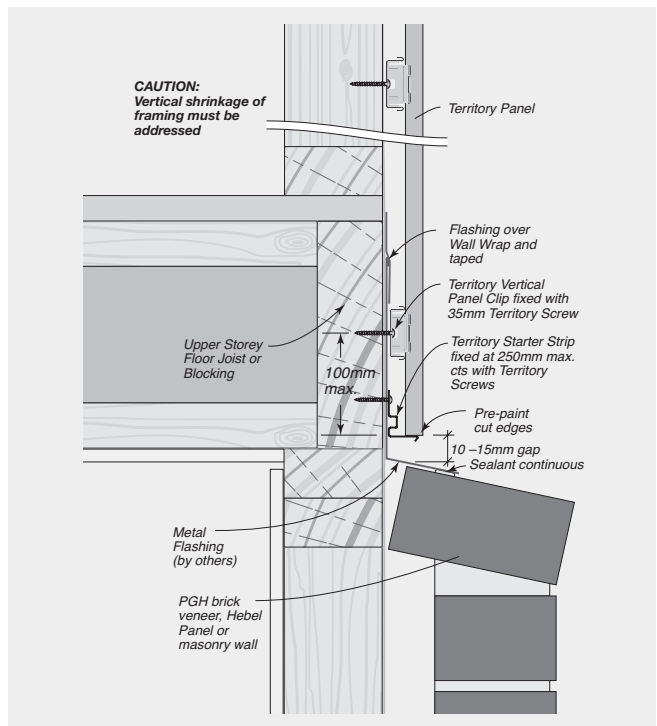 CAUTION:
Vertical shrinkage of
framing must be
addressed
Territory Panel
Flashing over
Wall Wrap and
taped
Territory Vertical
Panel Clip fixed with
35mm Territory Screw
Upper Storey
Floor Joist or
Blocking
100mm
max.
Territory Starter Strip
fixed at 250mm max.
cts with Territory
Screws
Pre-paint
cut edges
10 –15mm gap
Sealant continuous
Metal
Flashing
(by others)
PGH brick
veneer, Hebel
Panel or
masonry wall